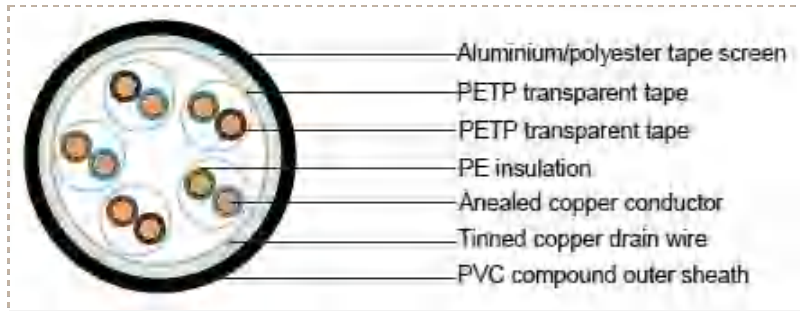 Aluminium/polyester tape screen
PETP transparent tape
PETP transparent tape
PE insulation
Anealed copper conductor
Tinned copper drain wire
PVC compound outer sheath